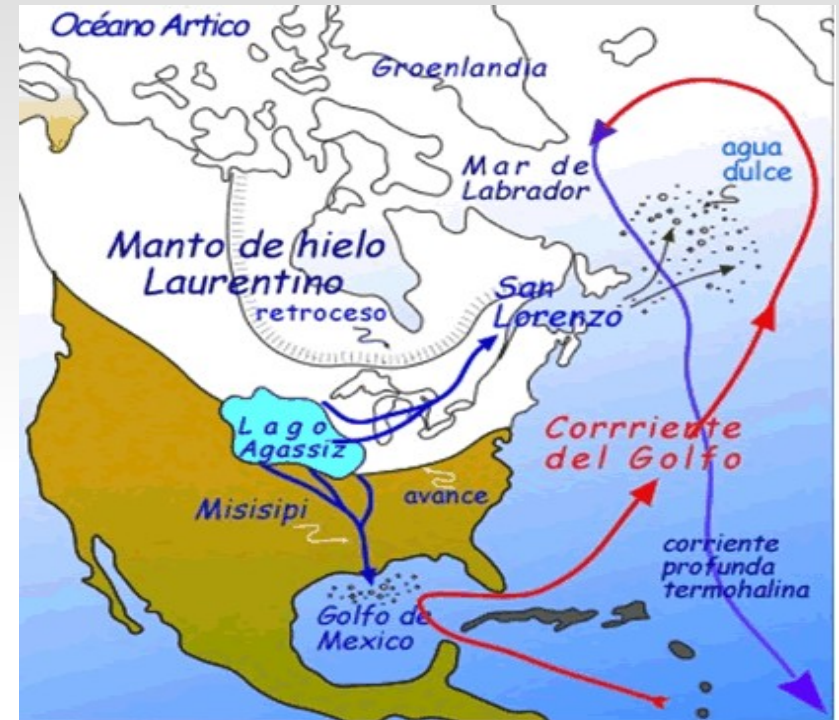 Océano Artico
Groenlandia
agua
dulce
Mar de
Labrador
Manto de hielo
Laurentino
retroceso
San
Lorenzo
Lago
Agassiz
Corrriente
del Golfo
avance
Misisipi
corriente
profunda
termohalina
Golfo de
Mexico